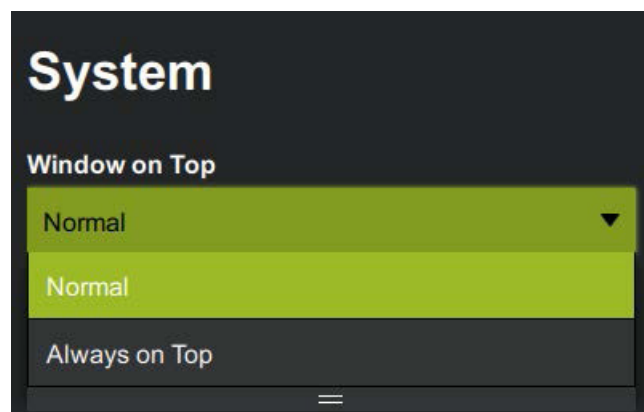 System
Window on Top
Normal
Normal
Always on Top